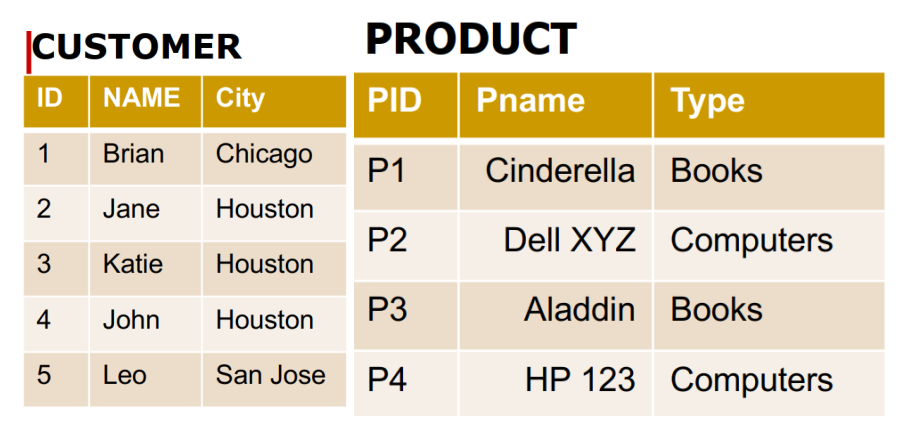 CUSTOMER
ID NAME City
1 Brian Chicago
2 Jane Houston
3 Katie Houston
4 John Houston
5 Leo San Jose
PRODUCT
PID Pname Type
P1 Cinderella Books
P2 Dell XYZ Computers
P3 Aladdin Books
P4 HP 123 Computers